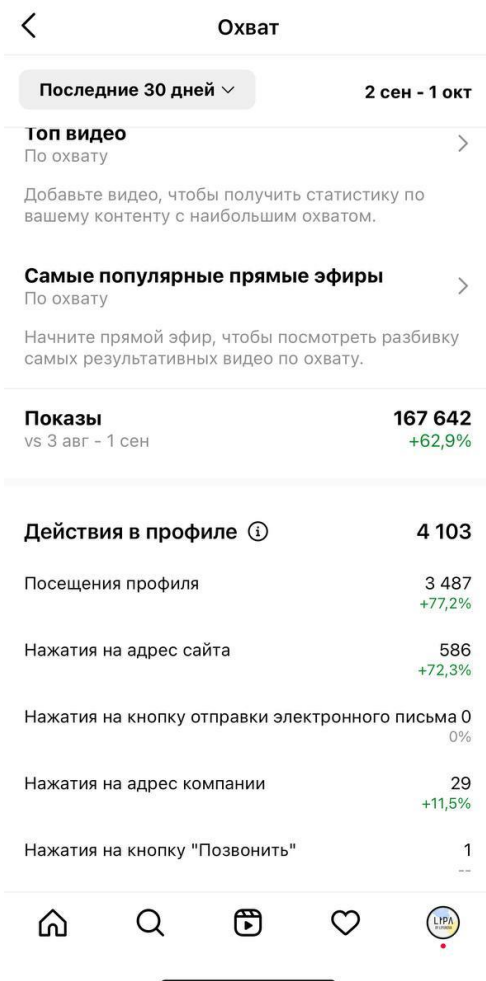 Охват
Последние 30 дней
2 сен - 1 окт
Топ видео
По охвату
Добавьте видео, чтобы получить статистику по
вашему контенту с наибольшим охватом.
Самые популярные прямые эфиры
По охвату
Начните прямой эфир, чтобы посмотреть разбивку
самых результативных видео по охвату.
Показы 167 642
vs 3 авг - 1 сен +62,9%
Действия в профиле 4 103
Посещения профиля 3 487
+77,2%
Нажатия на адрес сайта 586
+72,3%
Нажатия на кнопку отправки электронного письма 0
0%
Нажатия на адрес компании 29
+11,5%
Нажатия на кнопку "Позвонить" 1
--
LIPA